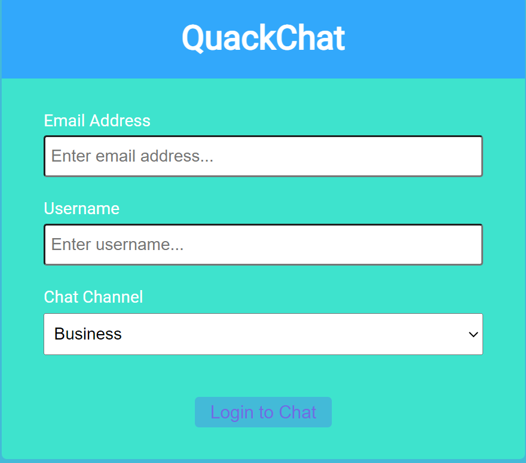 QuackChat
Email Address
Enter email address...
Username
Enter username...
Chat Channel
Business
Login to Chat